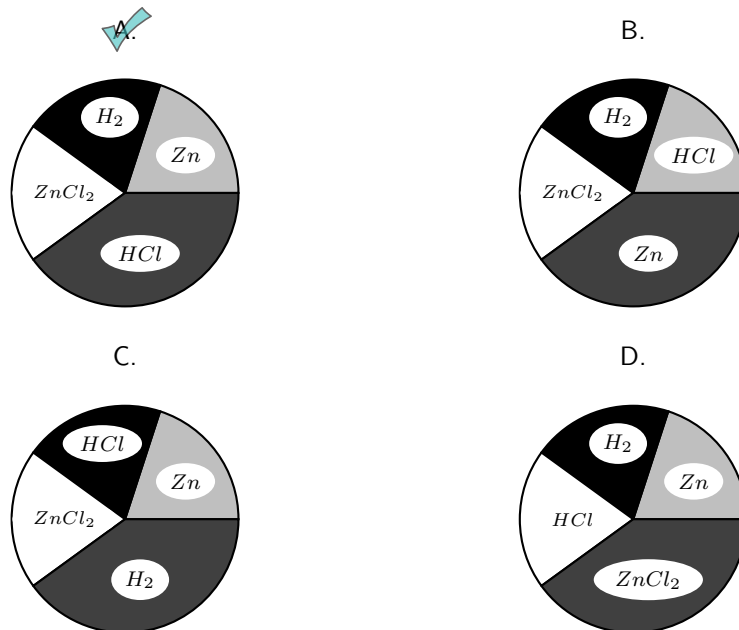 A. B.
H₂ H₂
Zn HCl
ZnCl₂ ZnCl₂
HCl Zn
C. D.
HCl H₂
Zn Zn
ZnCl₂ HCl
H₂ ZnCl₂